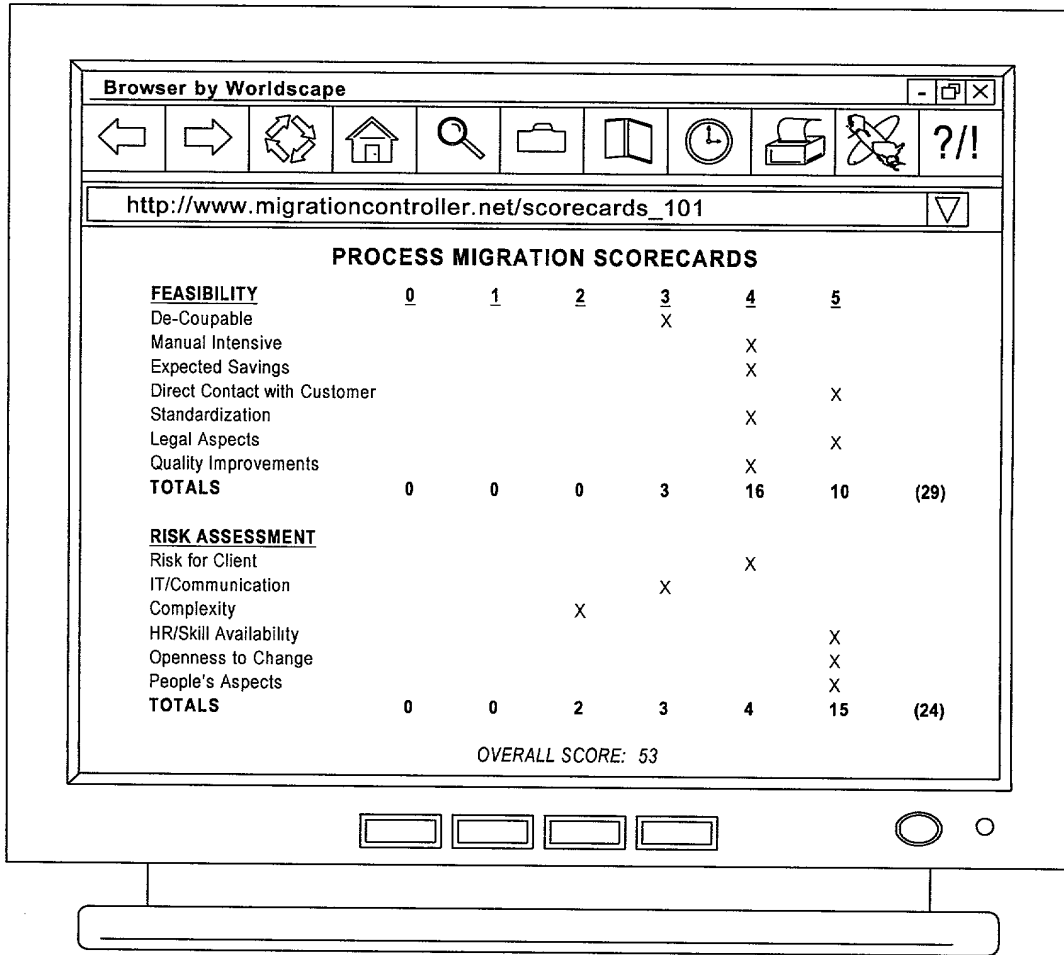 Browser by Worldscape
?/!
http://www.migrationcontroller.net/scorecards_101
PROCESS MIGRATION SCORECARDS
FEASIBILITY 0 1 2 3 4 5
De-Coupable X
Manual Intensive X
Expected Savings X
Direct Contact with Customer X
Standardization X
Legal Aspects X
Quality Improvements X
TOTALS 0 0 0 3 16 10 (29)
RISK ASSESSMENT
Risk for Client X
IT/Communication X
Complexity X
HR/Skill Availability X
Openness to Change X
People's Aspects X
TOTALS 0 0 2 3 4 15 (24)
OVERALL SCORE: 53